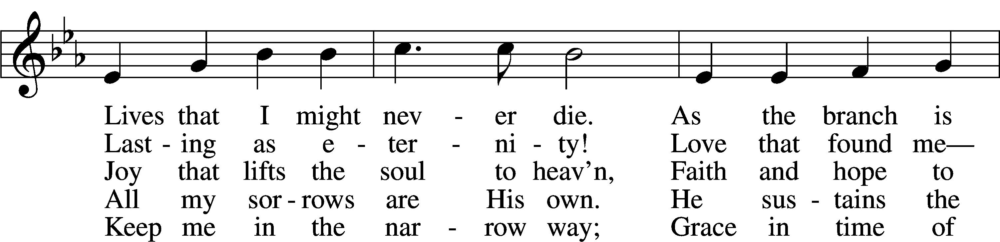 Lives that I might nev - er die. As the branch is
Last - ing as e - ter - ni - ty! Love that found me—
Joy that lifts the soul to heav’n, Faith and hope to
All my sor - rows are His own. He sus - tains the
Keep me in the nar - row way; Grace in time of